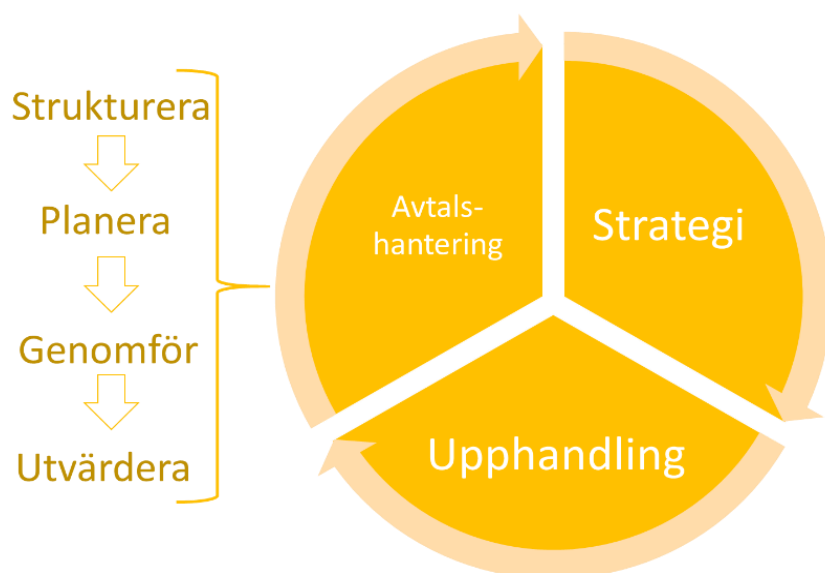 Strukturera
Planera
Genomför
Utvärdera
Avtals-
hantering
Strategi
Upphandling